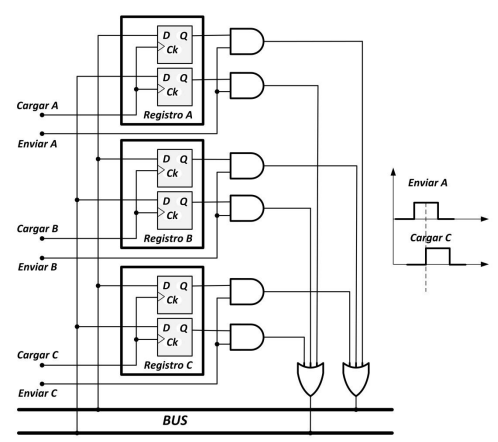 D Q
Ck
D Q
Ck
Registro A
Cargar A
Enviar A
D Q
Ck
D Q
Ck
Registro B
Cargar B
Enviar B
D Q
Ck
D Q
Ck
Registro C
Cargar C
Enviar C
BUS
Enviar A
Cargar C